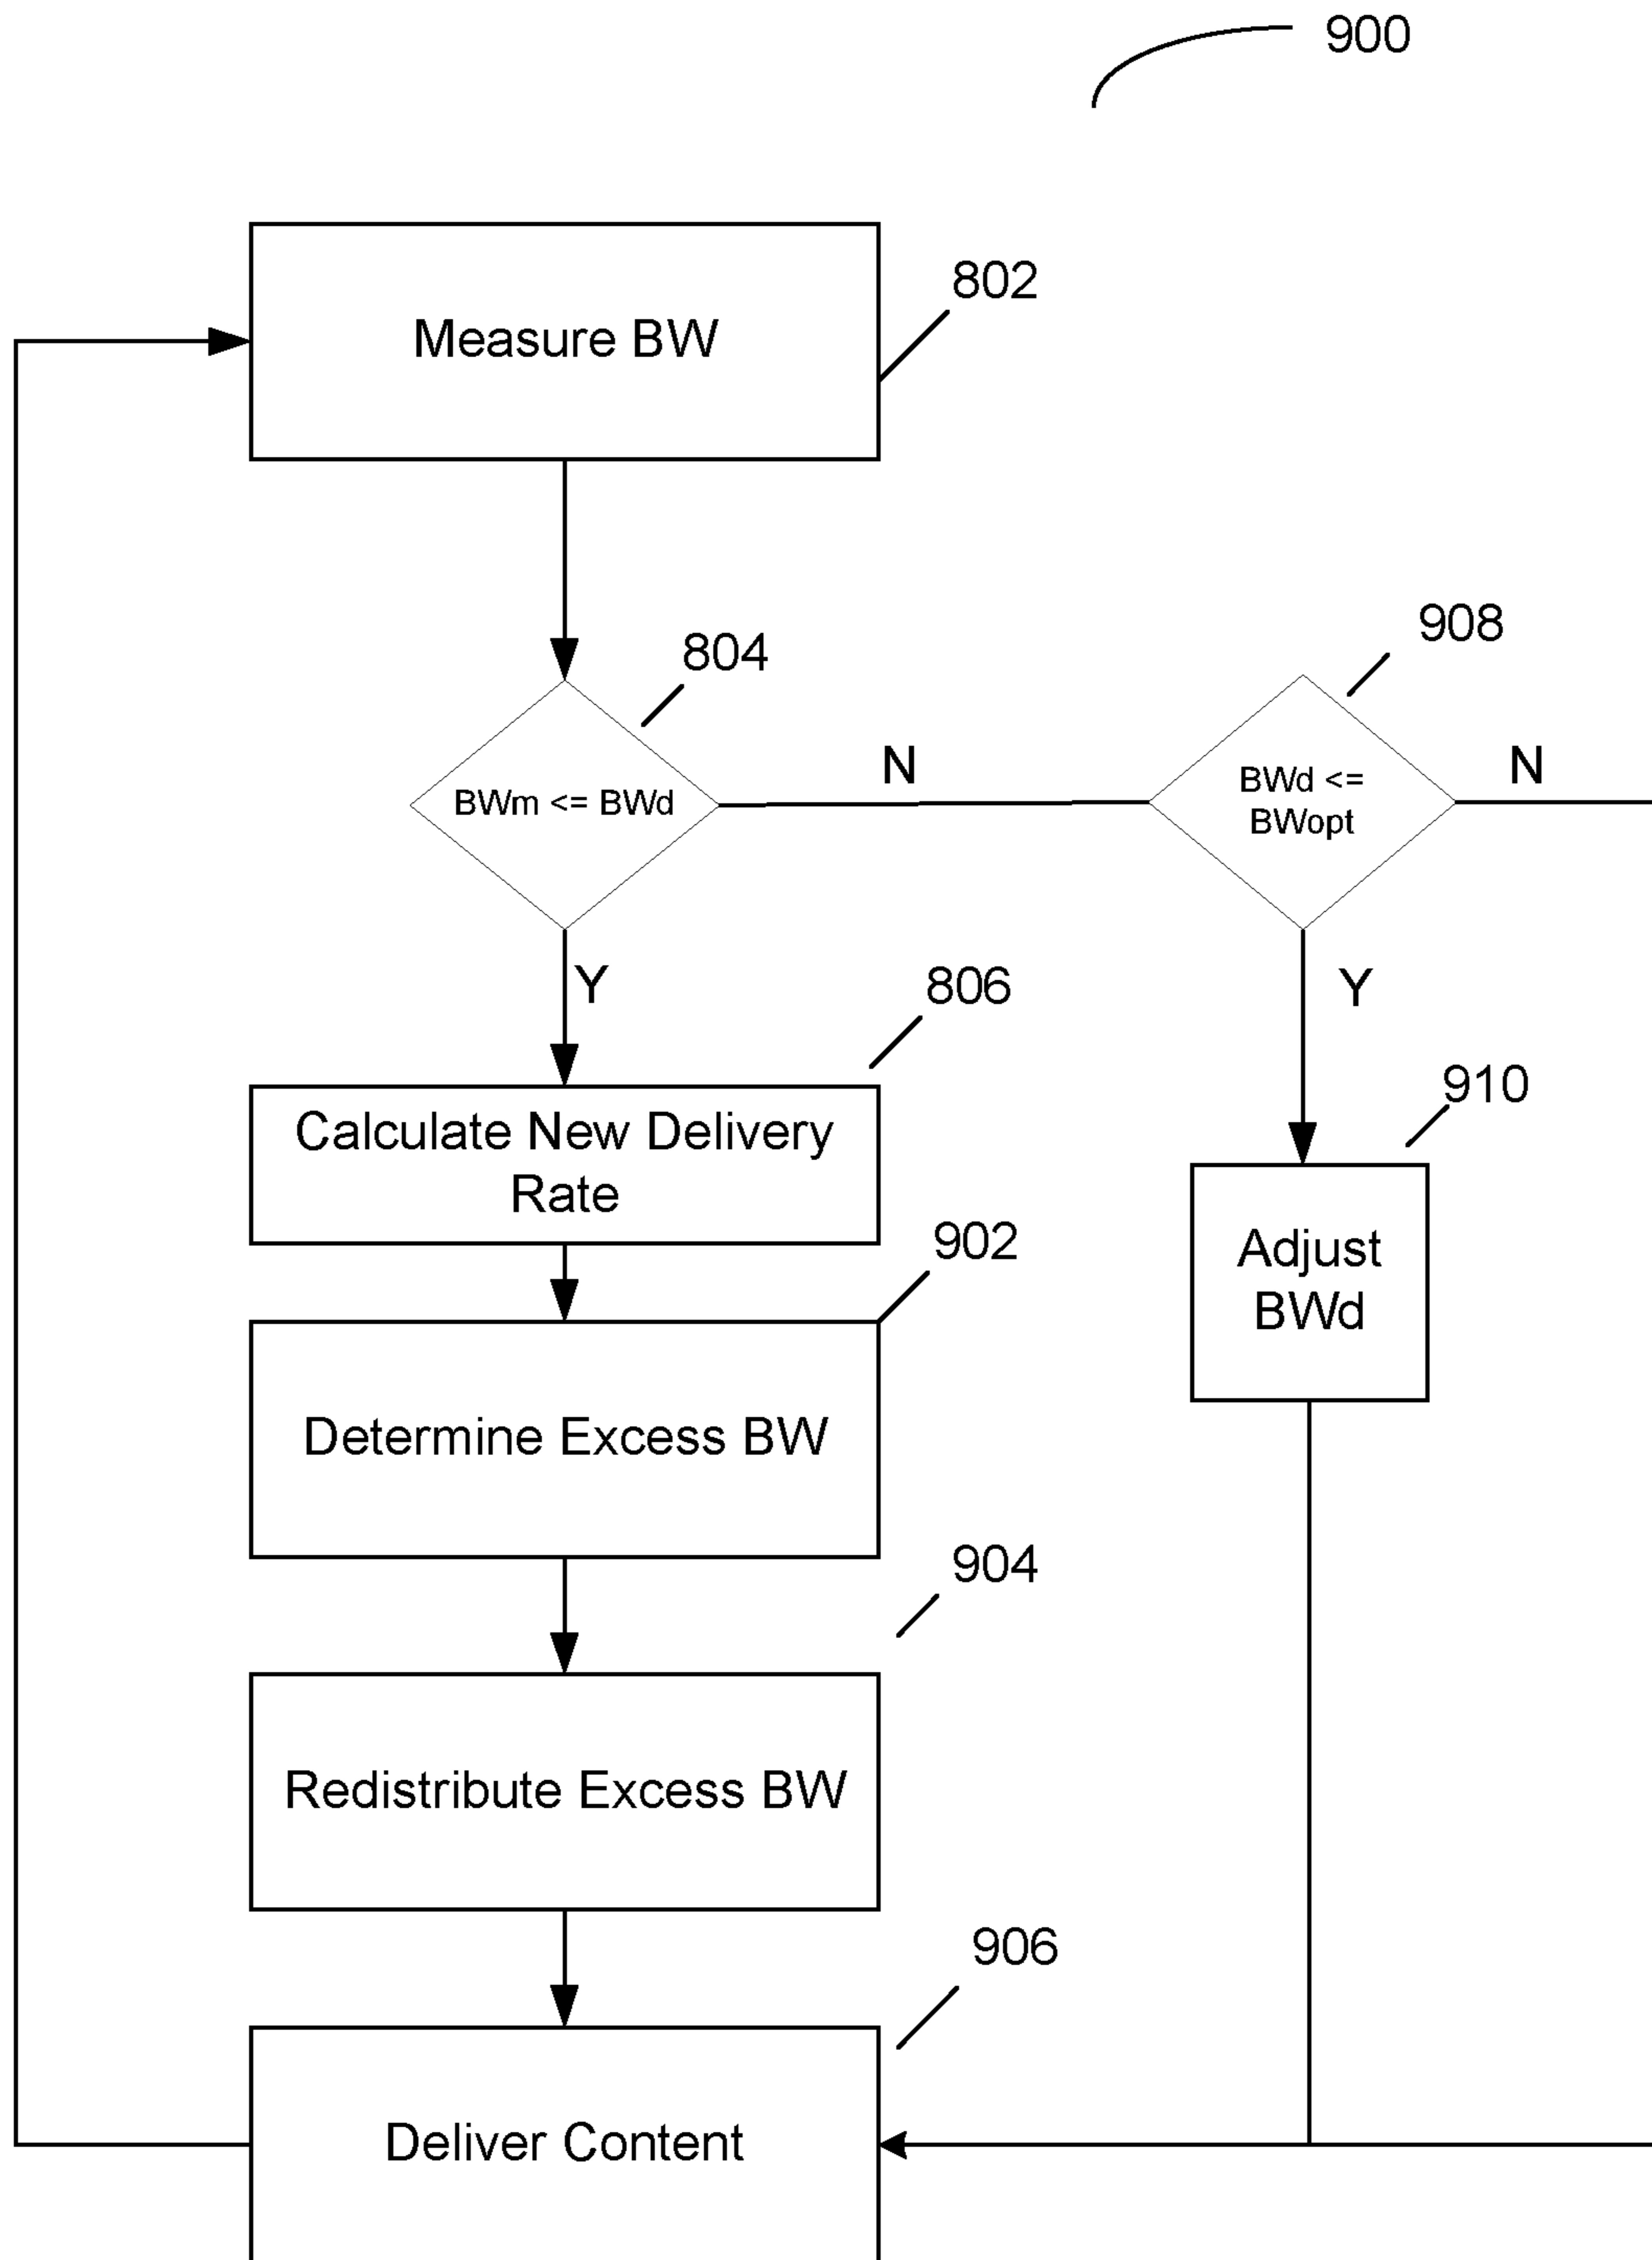 900
802
Measure BW
804
908
BWm <= BWd
N
BWd <=
BWopt
N
Y
806
Y
Calculate New Delivery
Rate
910
902
Adjust
BWd
Determine Excess BW
904
Redistribute Excess BW
906
Deliver Content